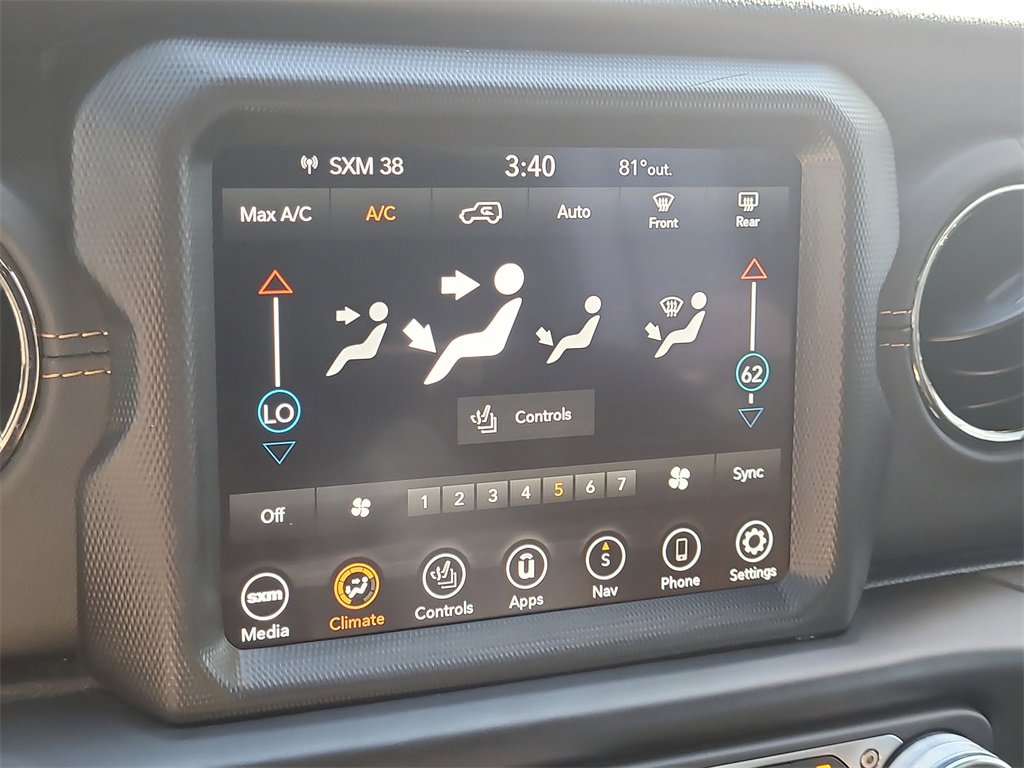 SXM 38 3:40 81°out.
Max A/C A/C Auto Front Rear
LO 62
Controls
Off 1 2 3 4 5 6 7 Sync
sxm u S
Media Climate Controls Apps Nav Phone Settings